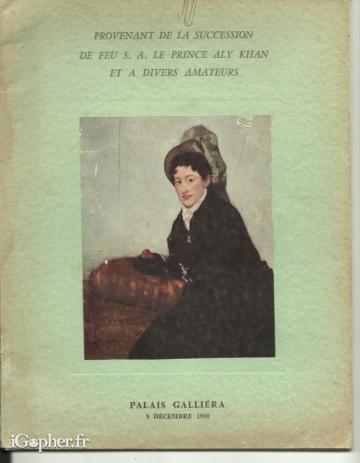 PROVENANT DE LA SUCCESSION
DE FEU S. A. LE PRINCE ALY KHAN
ET A DIVERS AMATEURS
PALAIS GALLIÉRA
5 DÉCEMBRE 1960
iGopher.fr